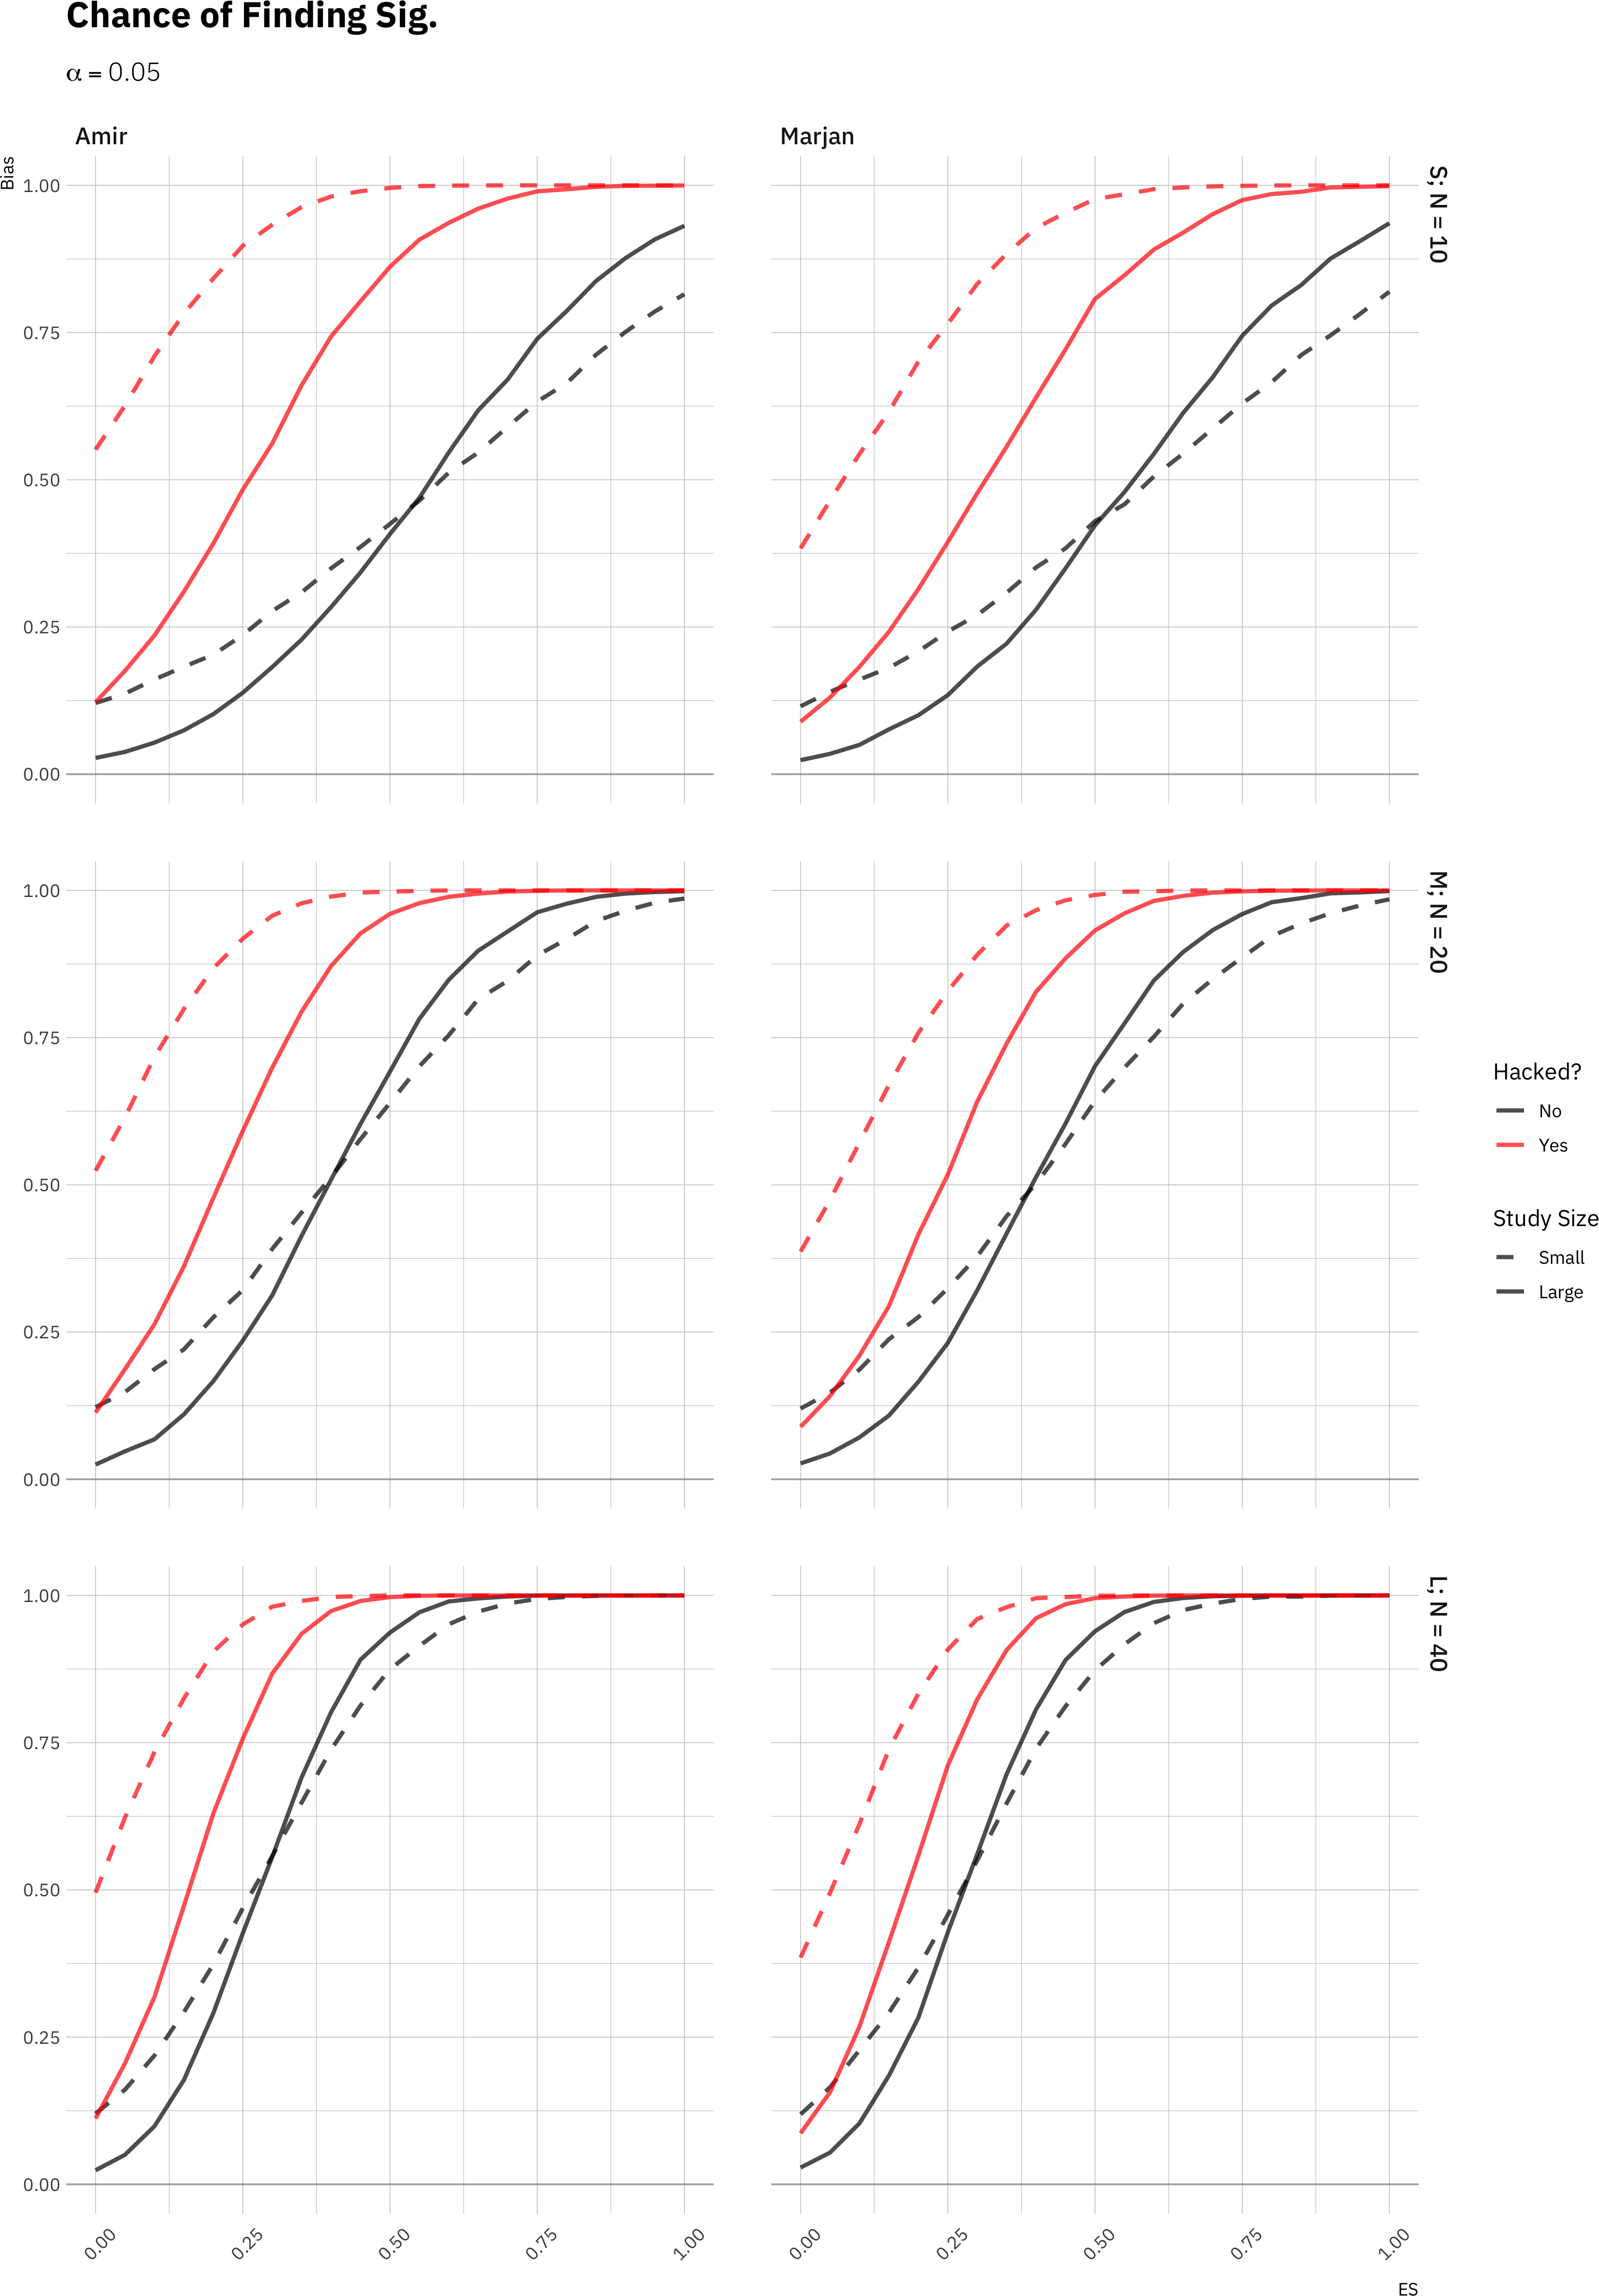 Chance of Finding Sig.
α = 0.05
Amir
Marjan
Bias
1.00
0.75
0.50
0.25
0.00
S; N = 10
1.00
0.75
0.50
0.25
0.00
M; N = 20
1.00
0.75
0.50
0.25
0.00
L; N = 40
0.00 0.25 0.50 0.75 1.00
0.00 0.25 0.50 0.75 1.00
ES
Hacked?
No
Yes
Study Size
Small
Large